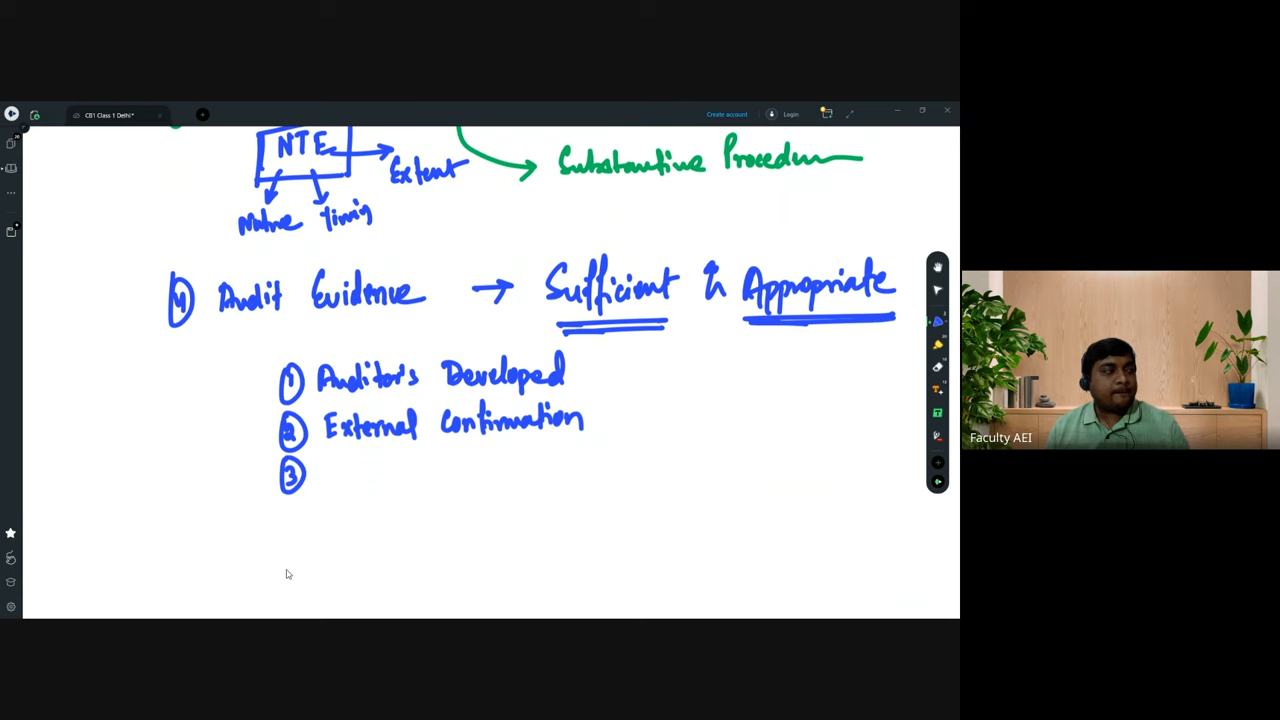 CB1 Class 1 Delhi*
Create account
Login
NTE
Extent
Nature Timing
Substantive Procedure
4 Audit Evidence → Sufficient & Appropriate
1 Auditor's Developed
2 External Confirmation
3
Faculty AEI